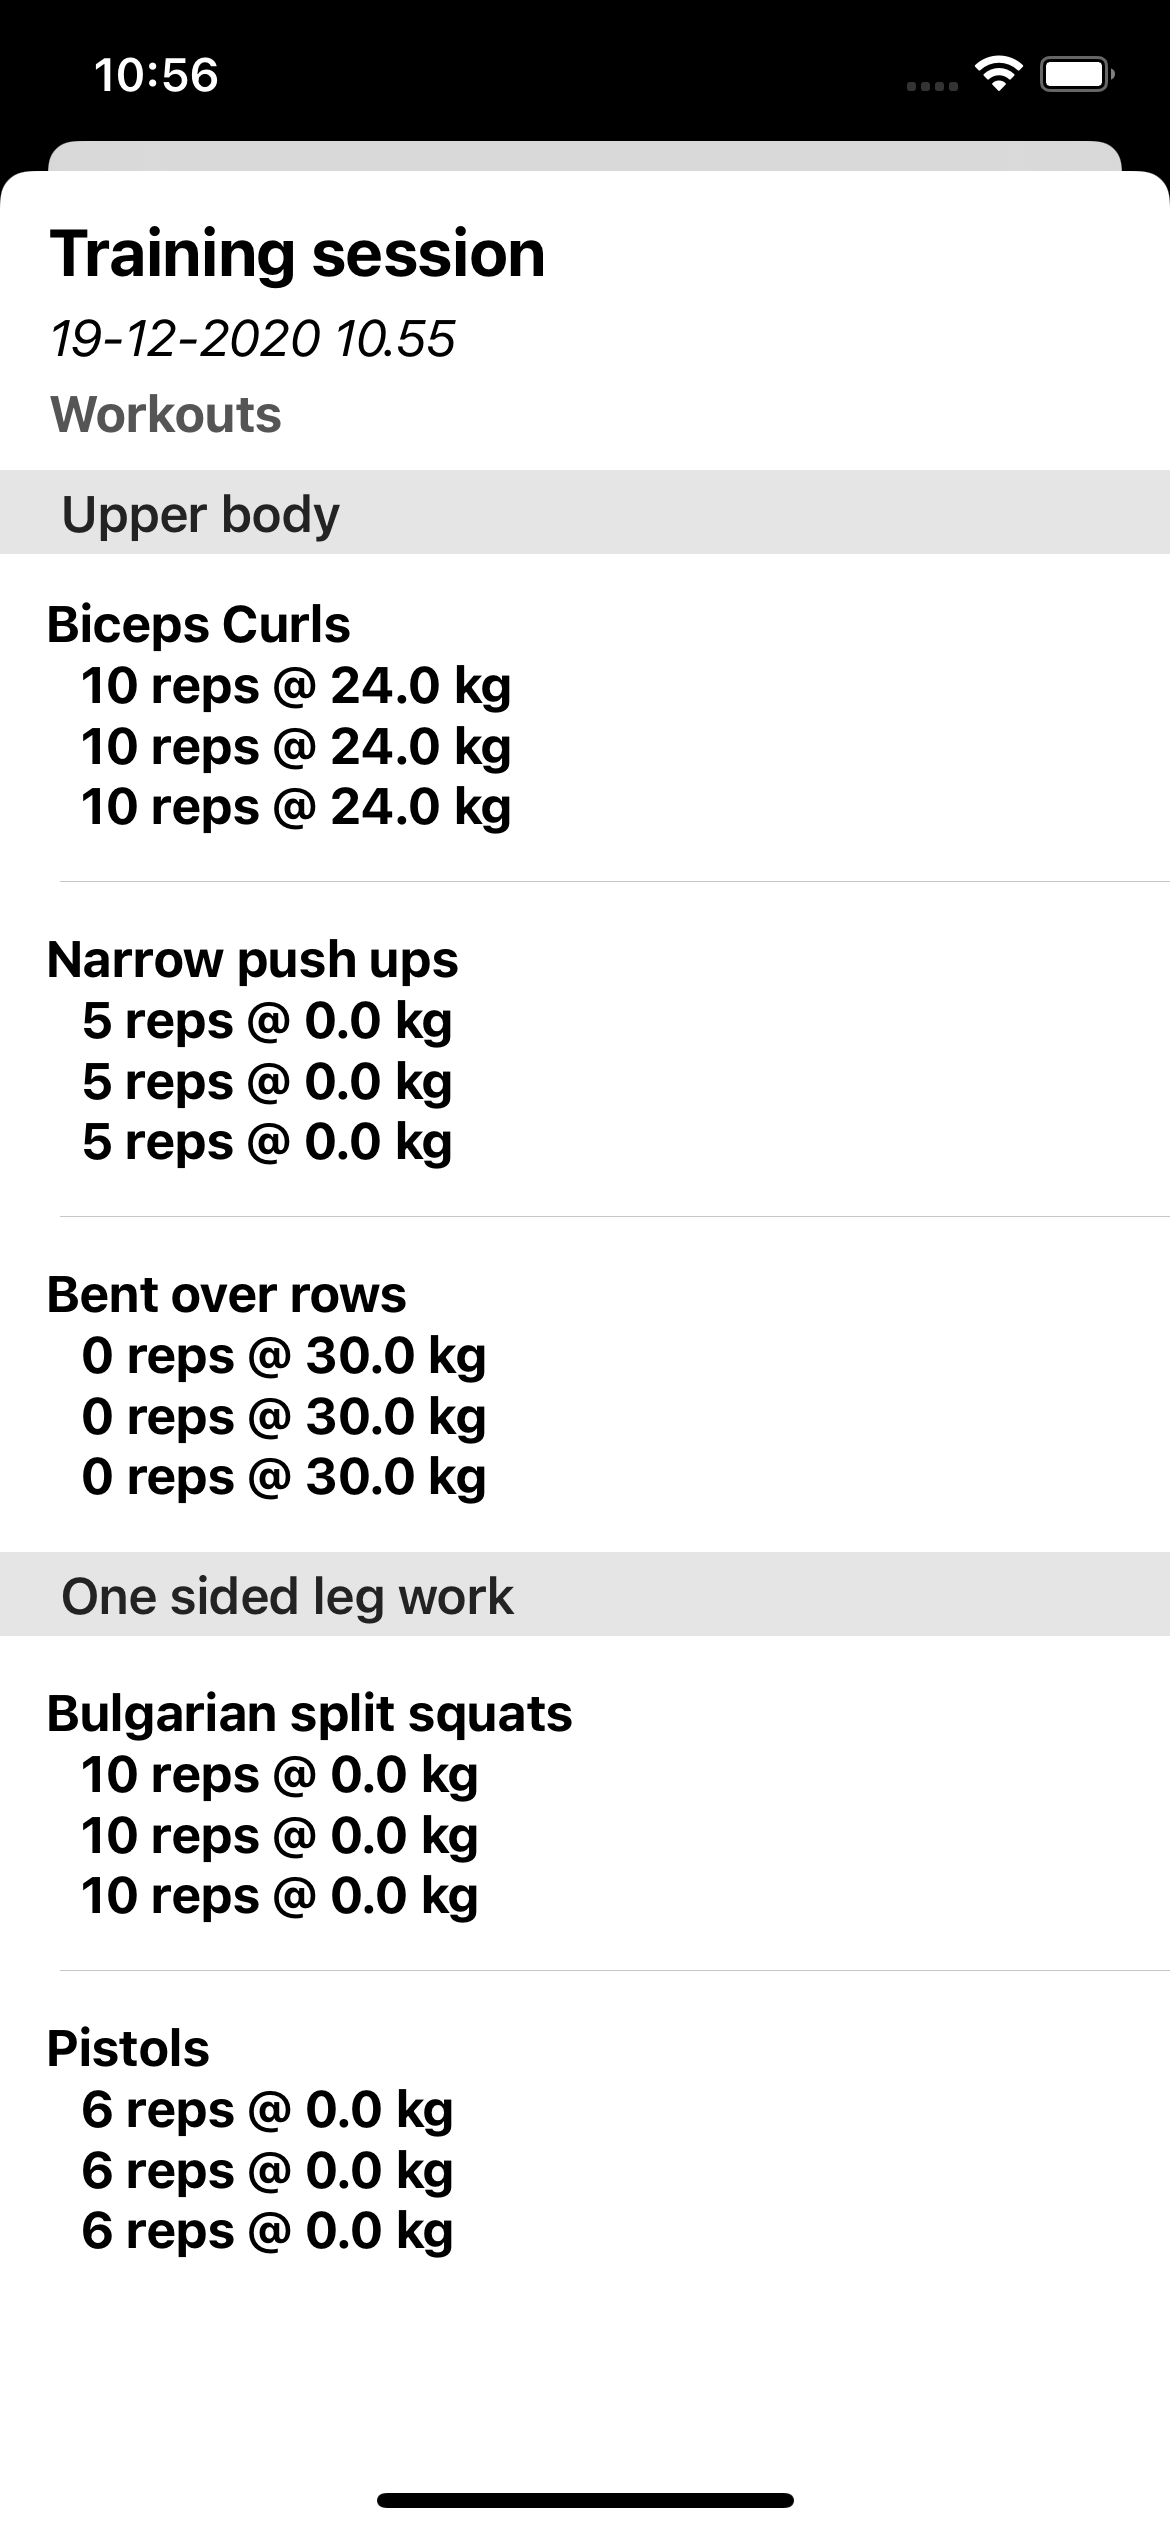 10:56
Training session
19-12-2020 10.55
Workouts
Upper body
Biceps Curls
10 reps @ 24.0 kg
10 reps @ 24.0 kg
10 reps @ 24.0 kg
Narrow push ups
5 reps @ 0.0 kg
5 reps @ 0.0 kg
5 reps @ 0.0 kg
Bent over rows
0 reps @ 30.0 kg
0 reps @ 30.0 kg
0 reps @ 30.0 kg
One sided leg work
Bulgarian split squats
10 reps @ 0.0 kg
10 reps @ 0.0 kg
10 reps @ 0.0 kg
Pistols
6 reps @ 0.0 kg
6 reps @ 0.0 kg
6 reps @ 0.0 kg